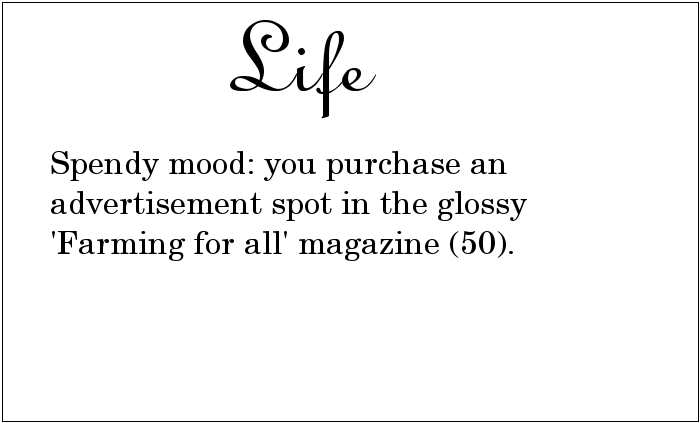 Life
Spendy mood: you purchase an
advertisement spot in the glossy
'Farming for all' magazine (50).